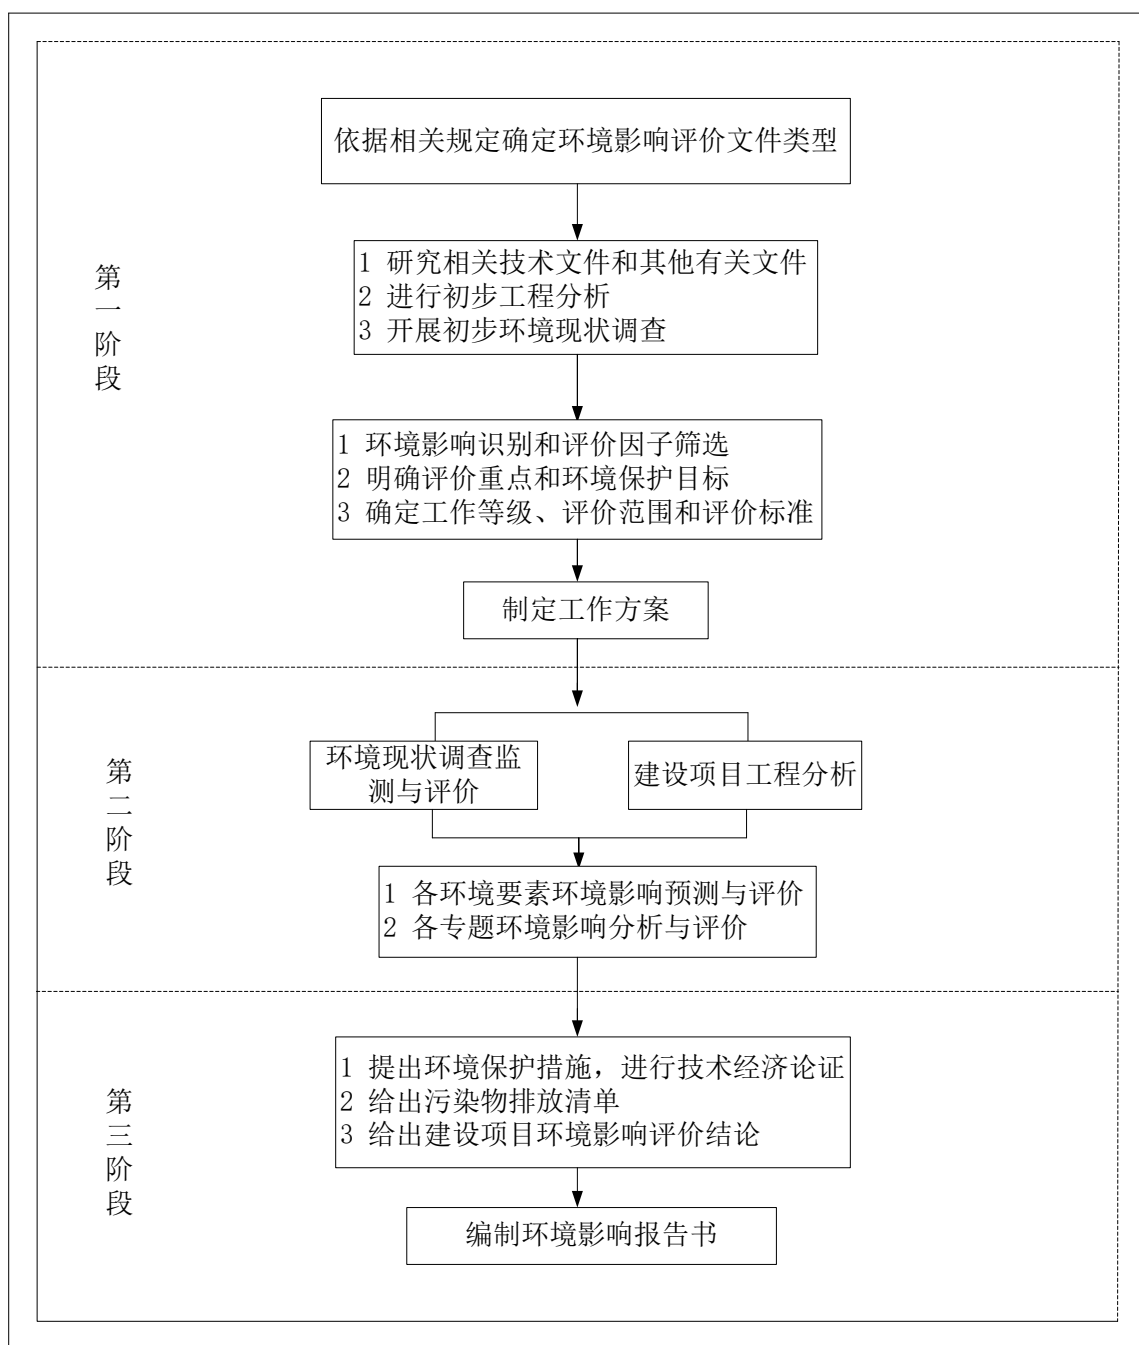 依据相关规定确定环境影响评价文件类型
第一阶段
1 研究相关技术文件和其他有关文件
2 进行初步工程分析
3 开展初步环境现状调查
1 环境影响识别和评价因子筛选
2 明确评价重点和环境保护目标
3 确定工作等级、评价范围和评价标准
制定工作方案
第二阶段
环境现状调查监
测与评价
建设项目工程分析
1 各环境要素环境影响预测与评价
2 各专题环境影响分析与评价
第三阶段
1 提出环境保护措施，进行技术经济论证
2 给出污染物排放清单
3 给出建设项目环境影响评价结论
编制环境影响报告书